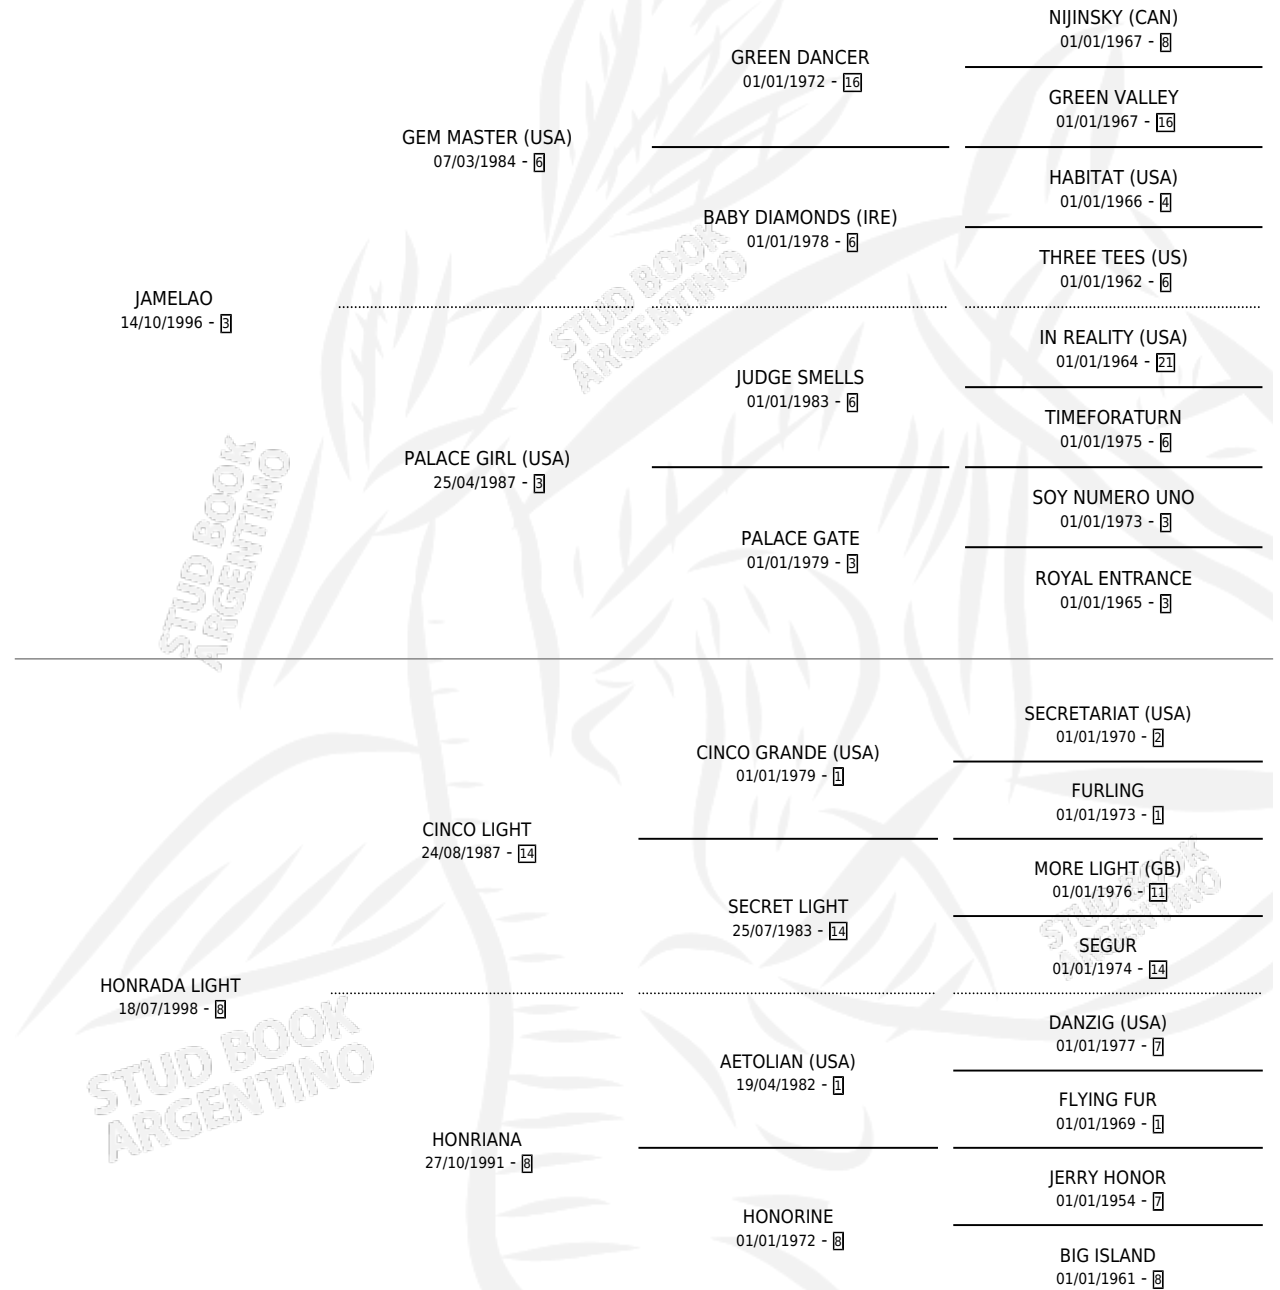 NIJINSKY (CAN)
01/01/1967 - 8
GREEN DANCER
01/01/1972 - 16
GREEN VALLEY
01/01/1967 - 16
GEM MASTER (USA)
07/03/1984 - 6
HABITAT (USA)
01/01/1966 - 4
BABY DIAMONDS (IRE)
01/01/1978 - 6
THREE TEES (US)
01/01/1962 - 6
JAMELAO
14/10/1996 - 3
IN REALITY (USA)
01/01/1964 - 21
JUDGE SMELLS
01/01/1983 - 6
TIMEFORATURN
01/01/1975 - 6
PALACE GIRL (USA)
25/04/1987 - 3
SOY NUMERO UNO
01/01/1973 - 3
PALACE GATE
01/01/1979 - 3
ROYAL ENTRANCE
01/01/1965 - 3
SECRETARIAT (USA)
01/01/1970 - 2
CINCO GRANDE (USA)
01/01/1979 - 1
FURLING
01/01/1973 - 1
CINCO LIGHT
24/08/1987 - 14
MORE LIGHT (GB)
01/01/1976 - 11
SECRET LIGHT
25/07/1983 - 14
SEGUR
01/01/1974 - 14
HONRADA LIGHT
18/07/1998 - 8
DANZIG (USA)
01/01/1977 - 7
AETOLIAN (USA)
19/04/1982 - 1
FLYING FUR
01/01/1969 - 1
HONRIANA
27/10/1991 - 8
JERRY HONOR
01/01/1954 - 7
HONORINE
01/01/1972 - 8
BIG ISLAND
01/01/1961 - 8
STUD BOOK
ARGENTINO
STUD BOOK
ARGENTINO
STUD BOOK
ARGENTINO
STUD BOOK
ARGENTINO